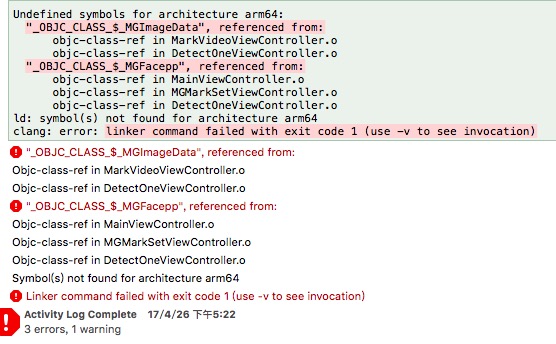 Undefined symbols for architecture arm64:
"_OBJC_CLASS_$_MGImageData", referenced from:
objc-class-ref in MarkVideoViewController.o
objc-class-ref in DetectOneViewController.o
"_OBJC_CLASS_$_MGFacepp", referenced from:
objc-class-ref in MainViewController.o
objc-class-ref in MGMarkSetViewController.o
objc-class-ref in DetectOneViewController.o
ld: symbol(s) not found for architecture arm64
clang: error: linker command failed with exit code 1 (use -v to see invocation)
"_OBJC_CLASS_$_MGImageData", referenced from:
Objc-class-ref in MarkVideoViewController.o
Objc-class-ref in DetectOneViewController.o
"_OBJC_CLASS_$_MGFacepp", referenced from:
Objc-class-ref in MainViewController.o
Objc-class-ref in MGMarkSetViewController.o
Objc-class-ref in DetectOneViewController.o
Symbol(s) not found for architecture arm64
Linker command failed with exit code 1 (use -v to see invocation)
Activity Log Complete 17/4/26 下午5:22
3 errors, 1 warning